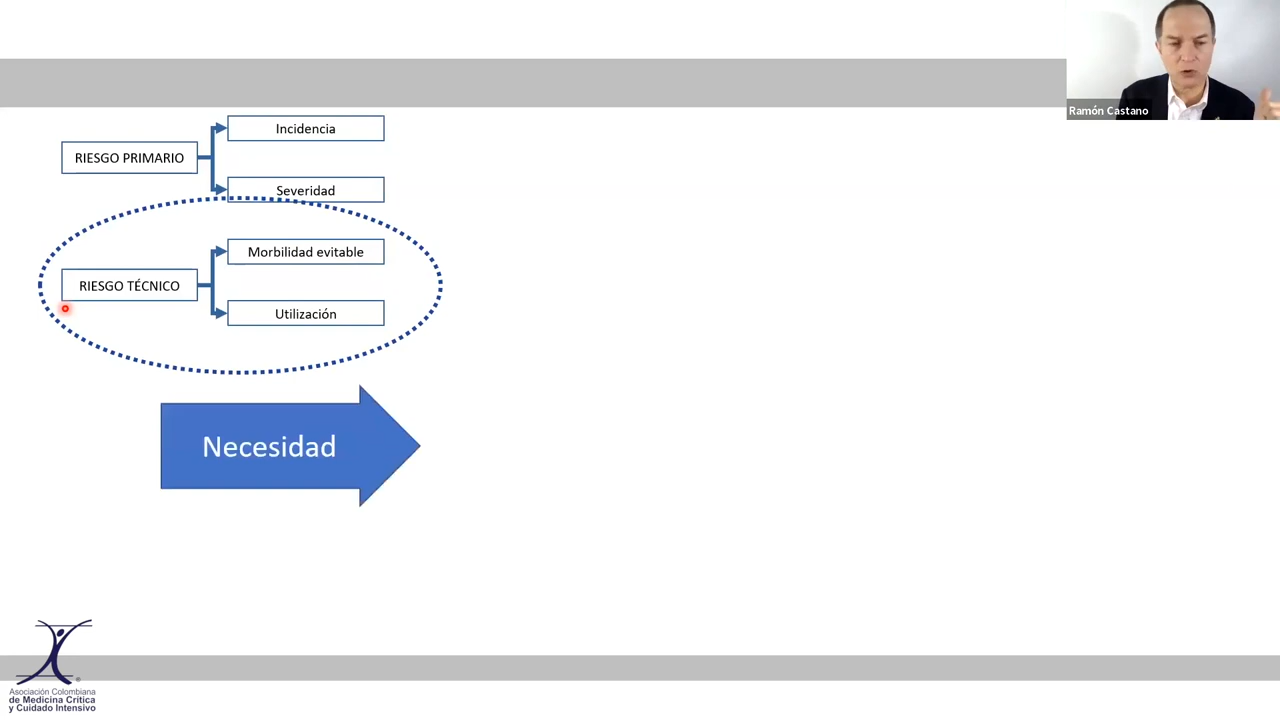 Ramón Castano
Incidencia
RIESGO PRIMARIO
Severidad
Morbilidad evitable
RIESGO TÉCNICO
Utilización
Necesidad
Asociación Colombiana
de Medicina Crítica
y Cuidado Intensivo